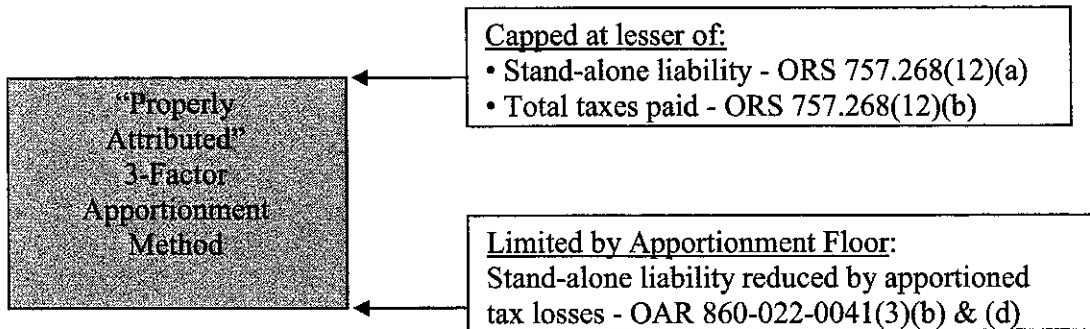 "Properly
Attributed"
3-Factor
Apportionment
Method
Capped at lesser of:
• Stand-alone liability - ORS 757.268(12)(a)
• Total taxes paid - ORS 757.268(12)(b)
Limited by Apportionment Floor:
Stand-alone liability reduced by apportioned
tax losses - OAR 860-022-0041(3)(b) & (d)